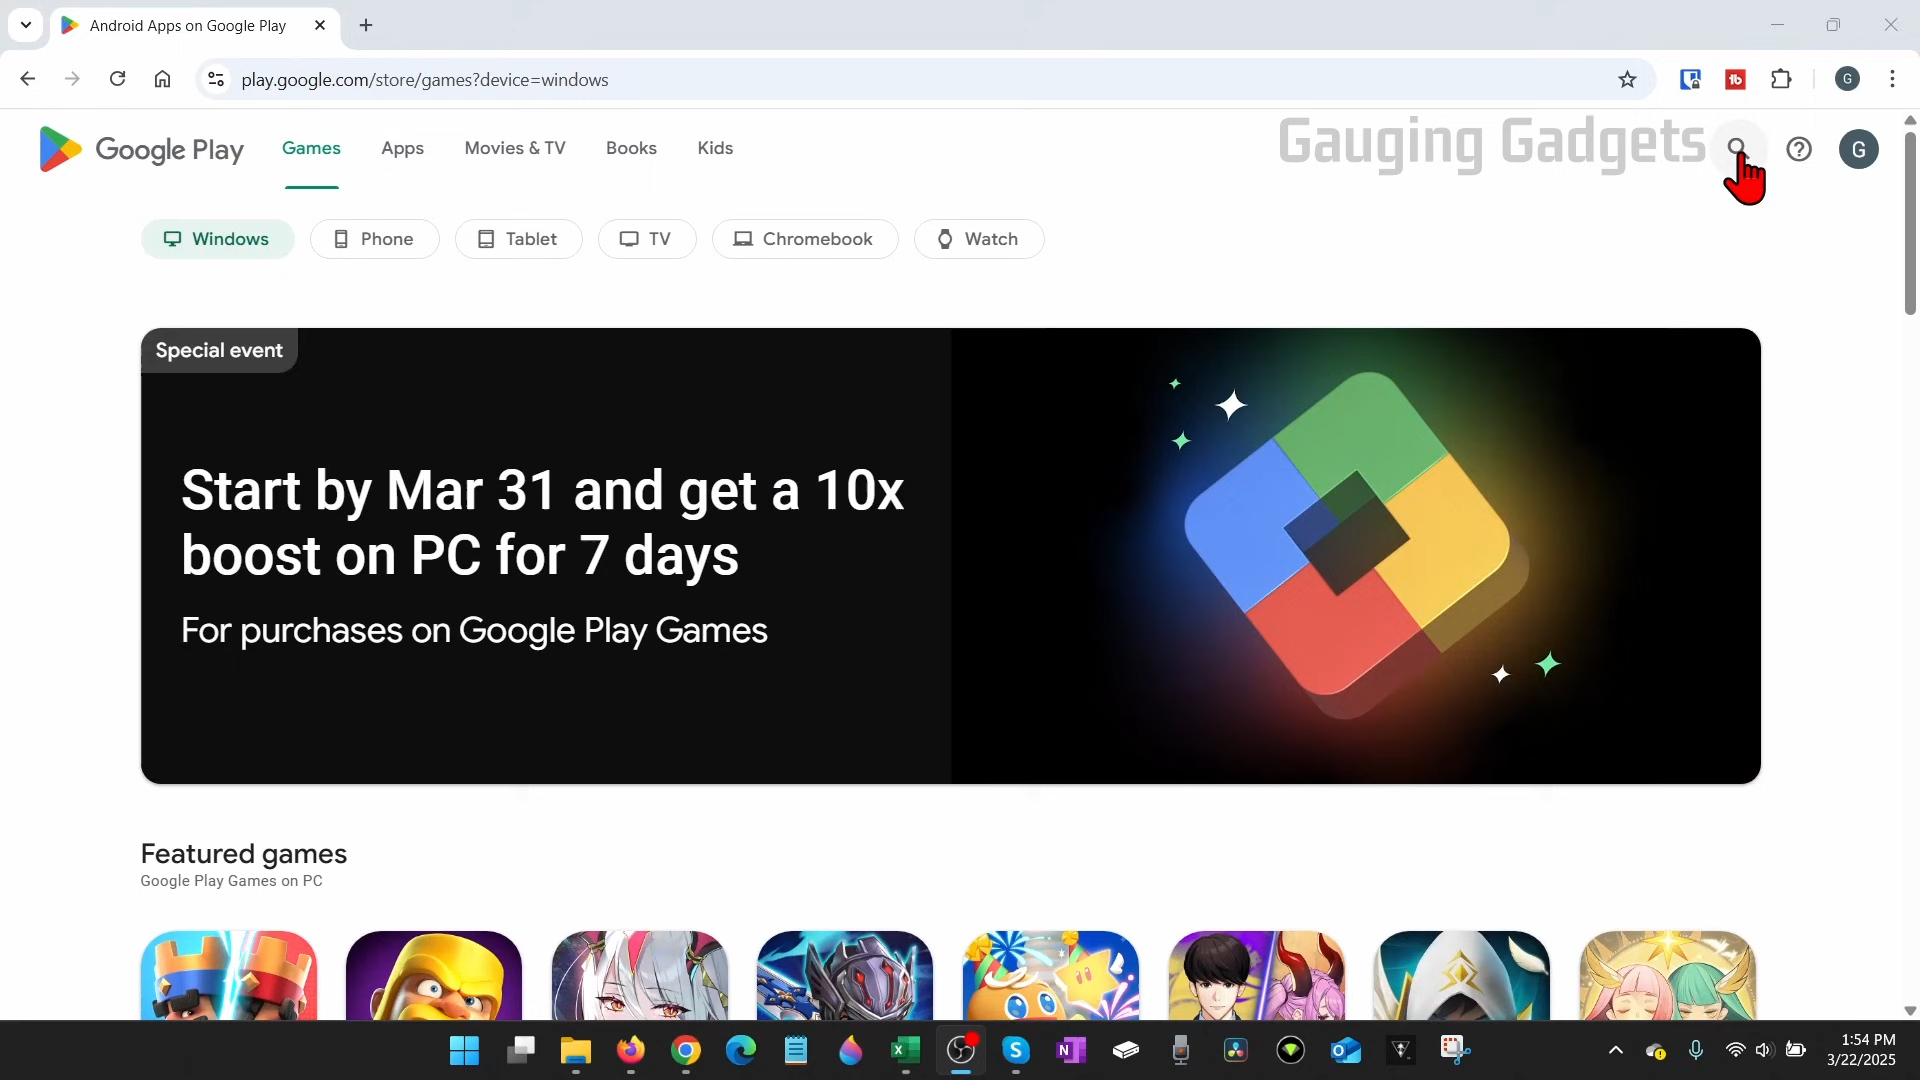 Android Apps on Google Play
play.google.com/store/games?device=windows
G
Google Play
Games
Apps
Movies & TV
Books
Kids
Gauging Gadgets
G
Windows
Phone
Tablet
TV
Chromebook
Watch
Special event
Start by Mar 31 and get a 10x
boost on PC for 7 days
For purchases on Google Play Games
Featured games
Google Play Games on PC
1:54 PM
3/22/2025